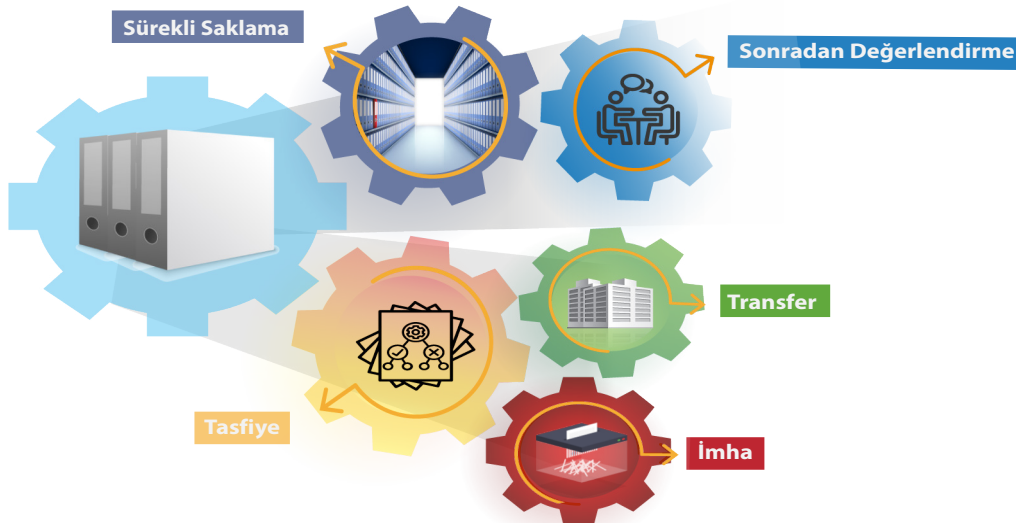 Sürekli Saklama
Sonradan Değerlendirme
Transfer
Tasfiye
İmha